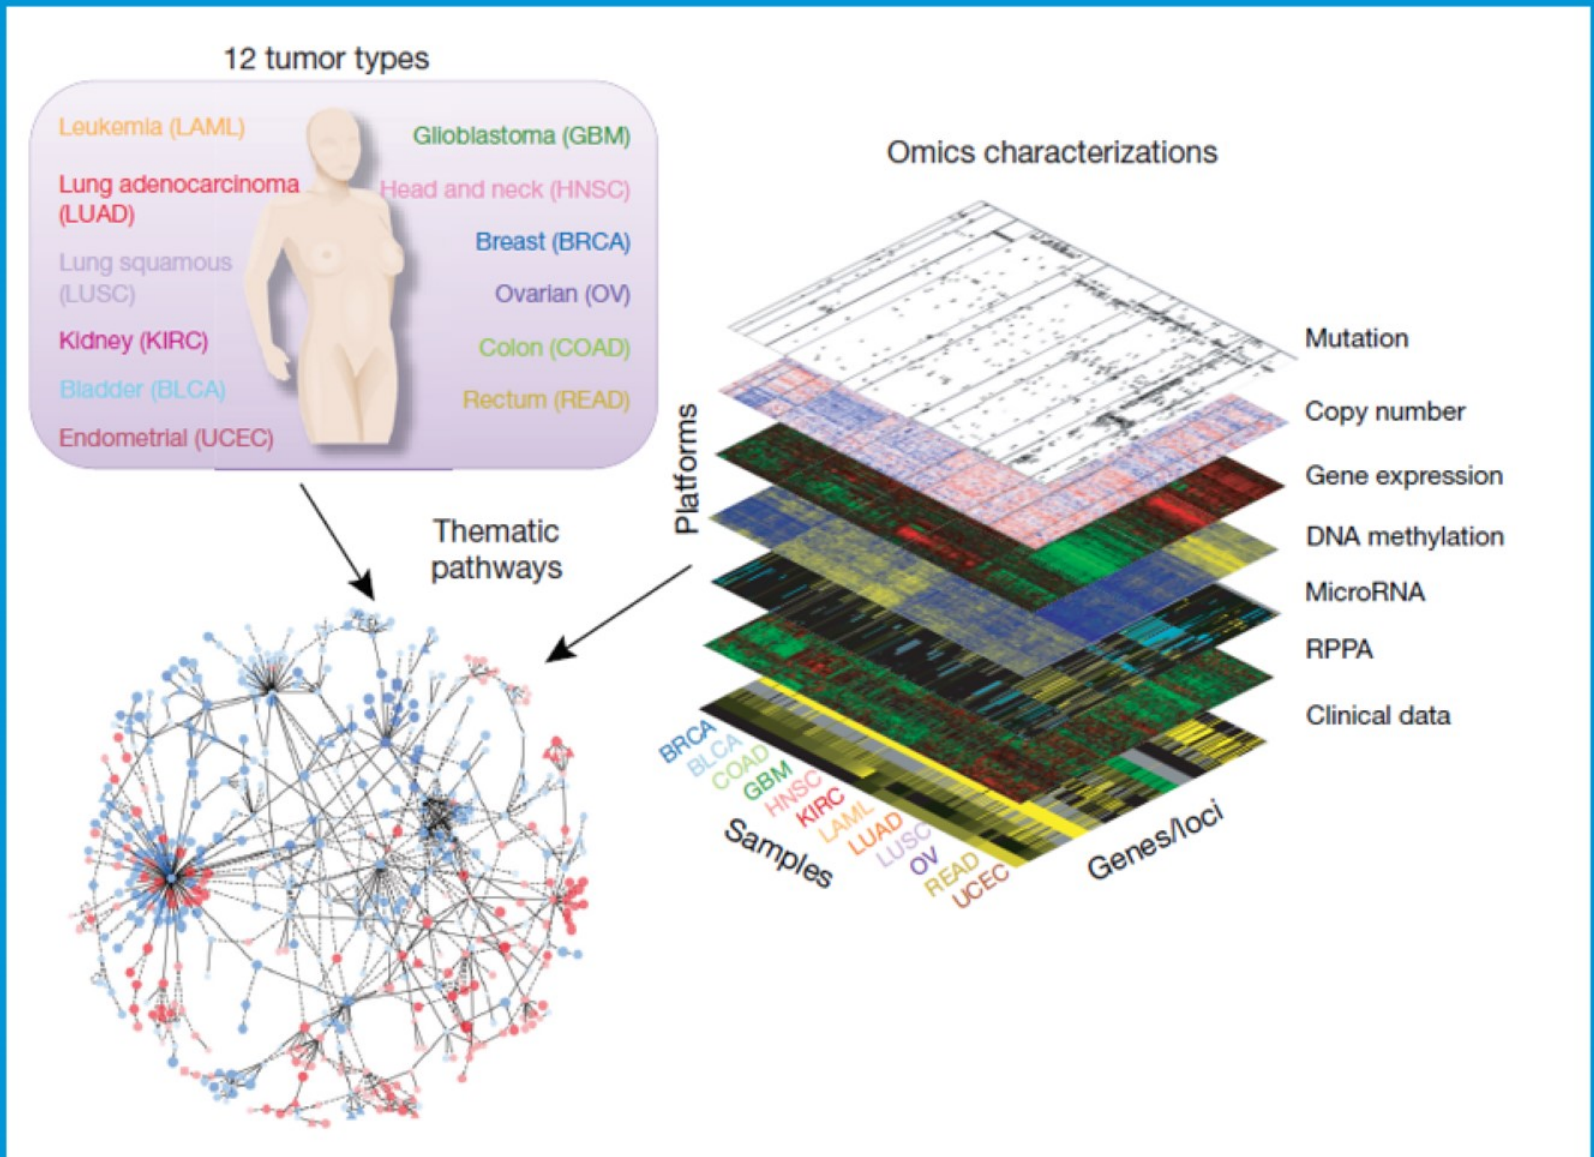 12 tumor types
Leukemia (LAML)
Lung adenocarcinoma
(LUAD)
Lung squamous
(LUSC)
Kidney (KIRC)
Bladder (BLCA)
Endometrial (UCEC)
Glioblastoma (GBM)
Head and neck (HNSC)
Breast (BRCA)
Ovarian (OV)
Colon (COAD)
Rectum (READ)
Thematic
pathways
Omics characterizations
Platforms
Mutation
Copy number
Gene expression
DNA methylation
MicroRNA
RPPA
Clinical data
BRCA
BLCA
COAD
GBM
HNSC
KIRC
LAML
LUAD
LUSC
OV
READ
UCEC
Samples
Genes/loci